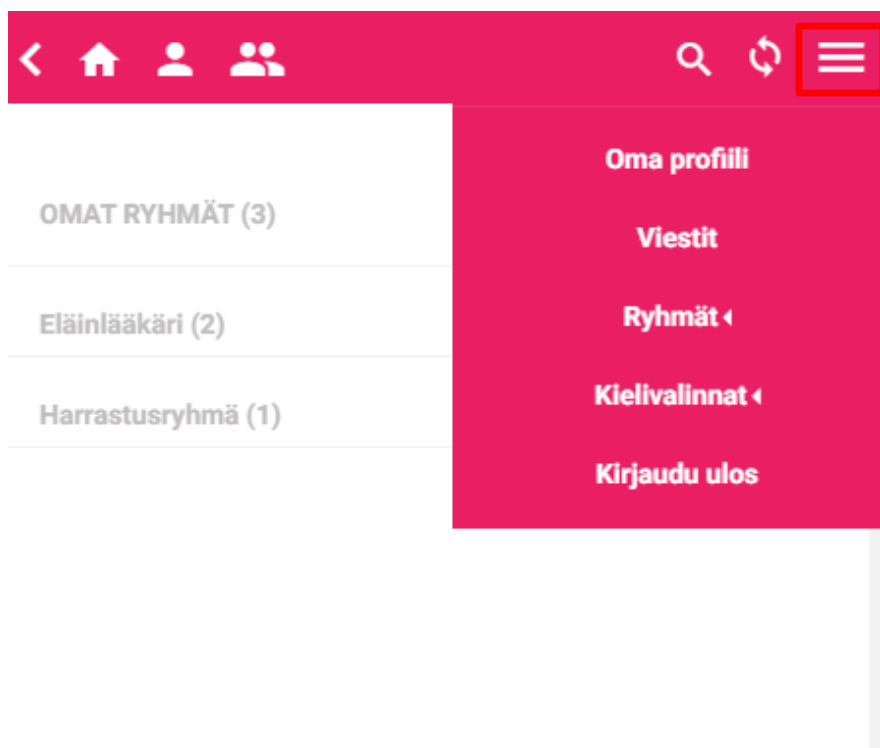 OMAT RYHMÄT (3)
Eläinlääkäri (2)
Harrastusryhmä (1)
Oma profiili
Viestit
Ryhmät
Kielivalinnat
Kirjaudu ulos